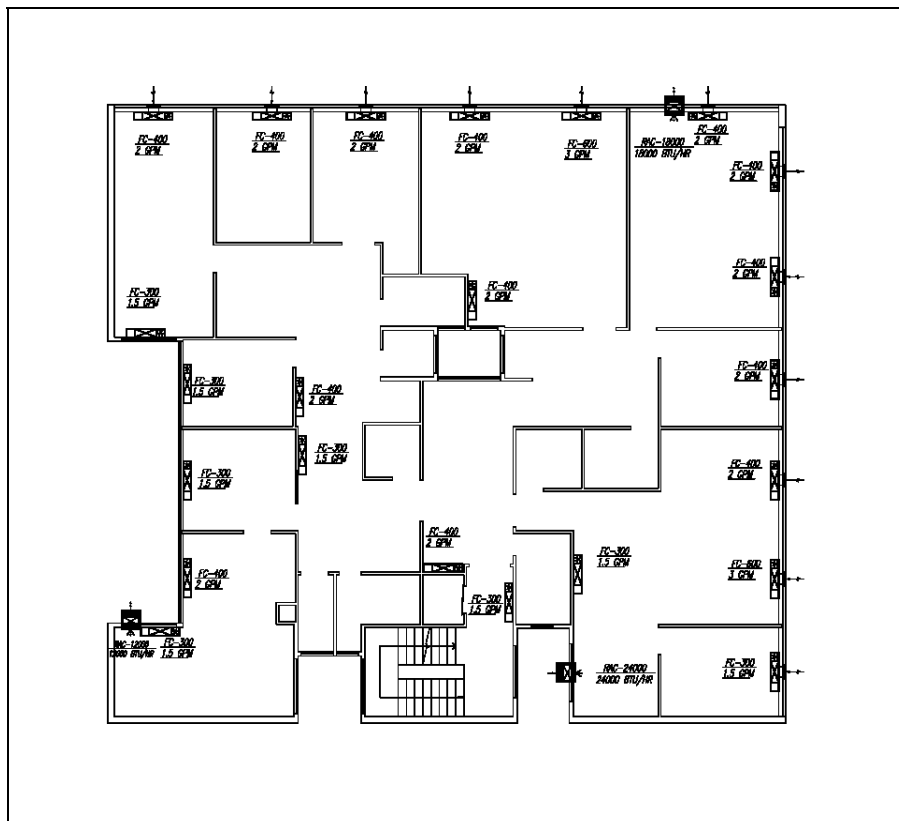 FC-400
2 GPM
FC-400
2 GPM
FC-400
2 GPM
FC-400
2 GPM
FC-600
3 GPM
RAC-18000
18000 BTU/HR
FC-400
2 GPM
FC-400
2 GPM
FC-400
2 GPM
FC-300
1.5 GPM
FC-400
2 GPM
FC-400
2 GPM
FC-300
1.5 GPM
FC-400
2 GPM
FC-300
1.5 GPM
FC-300
1.5 GPM
FC-400
2 GPM
FC-400
2 GPM
FC-300
1.5 GPM
FC-400
2 GPM
FC-600
3 GPM
FC-300
1.5 GPM
RAC-12000
12000 BTU/HR
FC-300
1.5 GPM
RAC-24000
24000 BTU/HR
FC-300
1.5 GPM